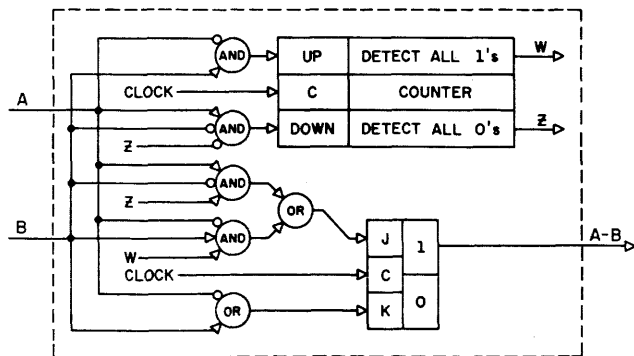 AND UP DETECT ALL 1's W
A CLOCK C COUNTER
AND DOWN DETECT ALL 0's Z
Z
AND
Z OR
B AND J 1 A-B
W
CLOCK C
OR K 0